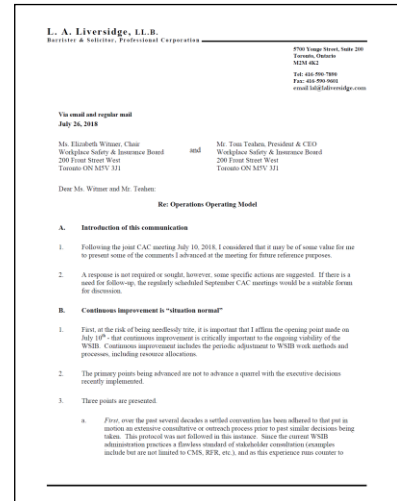 L. A. Liversidge, LL.B.
Barrister & Solicitor, Professional Corporation
5700 Yonge Street, Suite 200
Toronto, Ontario
M2M 4K2
Tel: 416-590-7890
Fax: 416-590-9601
email lal@laliversidge.com
Via email and regular mail
July 26, 2018
Ms. Elizabeth Witmer, Chair
Workplace Safety & Insurance Board
200 Front Street West
Toronto ON M5V 3J1
and
Mr. Tom Teahen, President & CEO
Workplace Safety & Insurance Board
200 Front Street West
Toronto ON M5V 3J1
Dear Ms. Witmer and Mr. Teahen:
Re: Operations Operating Model
A. Introduction of this communication
1. Following the joint CAC meeting July 10, 2018, I considered that it may be of some value for me
to present some of the comments I advanced at the meeting for future reference purposes.
2. A response is not required or sought, however, some specific actions are suggested. If there is a
need for follow-up, the regularly scheduled September CAC meetings would be a suitable forum
for discussion.
B. Continuous improvement is "situation normal"
1. First, at the risk of being needlessly trite, it is important that I affirm the opening point made on
July 10th - that continuous improvement is critically important to the ongoing viability of the
WSIB. Continuous improvement includes the periodic adjustment to WSIB work methods and
processes, including resource allocations.
2. The primary points being advanced are not to advance a quarrel with the executive decisions
recently implemented.
3. Three points are presented.
a. First, over the past several decades a settled convention has been adhered to that put in
motion an extensive consultative or outreach process prior to past similar decisions being
taken. This protocol was not followed in this instance. Since the current WSIB
administration practices a flawless standard of stakeholder consultation (examples
include but are not limited to CMS, RFR, etc.), and as this experience runs counter to